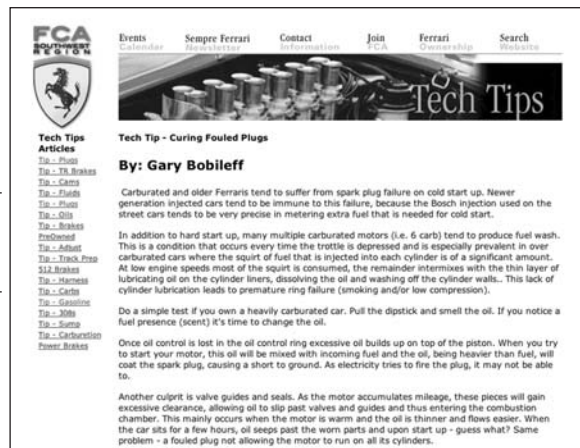 FCA
SOUTHWEST
REGION
Events
Calendar
Sempre Ferrari
Newsletter
Contact
Information
Join
FCA
Ferrari
Ownership
Search
Website
Tech Tips
Tech Tips
Articles
Tip - Plugs
Tip - TR Brakes
Tip - Cams
Tip - Fluids
Tip - Plugs
Tip - Oils
Tip - Brakes
PreOwned
Tip - Adjust
Tip - Track Prep
512 Brakes
Tip - Harness
Tip - Carbs
Tip - Gasoline
Tip - 308s
Tip - Sump
Tip - Carburetion
Power Brakes
Tech Tip - Curing Fouled Plugs
By: Gary Bobileff
Carburated and older Ferraris tend to suffer from spark plug failure on cold start up. Newer
generation injected cars tend to be immune to this failure, because the Bosch injection used on the
street cars tends to be very precise in metering extra fuel that is needed for cold start.
In addition to hard start up, many multiple carburated motors (i.e. 6 carb) tend to produce fuel wash.
This is a condition that occurs every time the trottle is depressed and is especially prevalent in over
carburated cars where the squirt of fuel that is injected into each cylinder is of a significant amount.
At low engine speeds most of the squirt is consumed, the remainder intermixes with the thin layer of
lubricating oil on the cylinder liners, dissolving the oil and washing off the cylinder walls.. This lack of
cylinder lubrication leads to premature ring failure (smoking and/or low compression).
Do a simple test if you own a heavily carburated car. Pull the dipstick and smell the oil. If you notice a
fuel presence (scent) it's time to change the oil.
Once oil control is lost in the oil control ring excessive oil builds up on top of the piston. When you try
to start your motor, this oil will be mixed with incoming fuel and the oil, being heavier than fuel, will
coat the spark plug, causing a short to ground. As electricity tries to fire the plug, it may not be able
to.
Another culprit is valve guides and seals. As the motor accumulates mileage, these pieces will gain
excessive clearance, allowing oil to slip past valves and guides and thus entering the combustion
chamber. This mainly occurs when the motor is warm and the oil is thinner and flows easier. When
the car sits for a few hours, oil seeps past the worn parts and upon start up - guess what? Same
problem - a fouled plug not allowing the motor to run on all its cylinders.